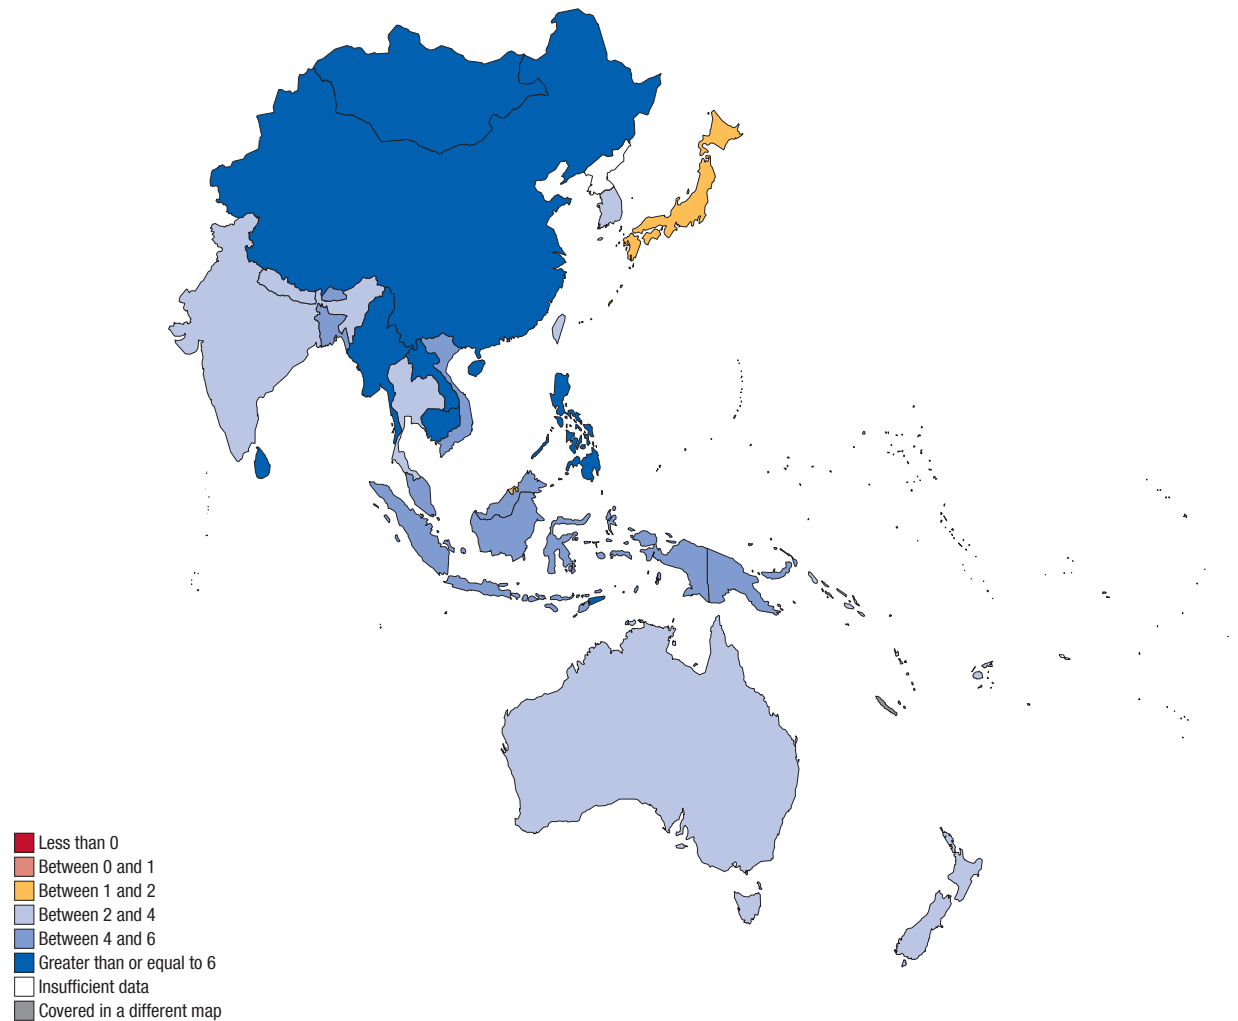 Less than 0
Between 0 and 1
Between 1 and 2
Between 2 and 4
Between 4 and 6
Greater than or equal to 6
Insufficient data
Covered in a different map